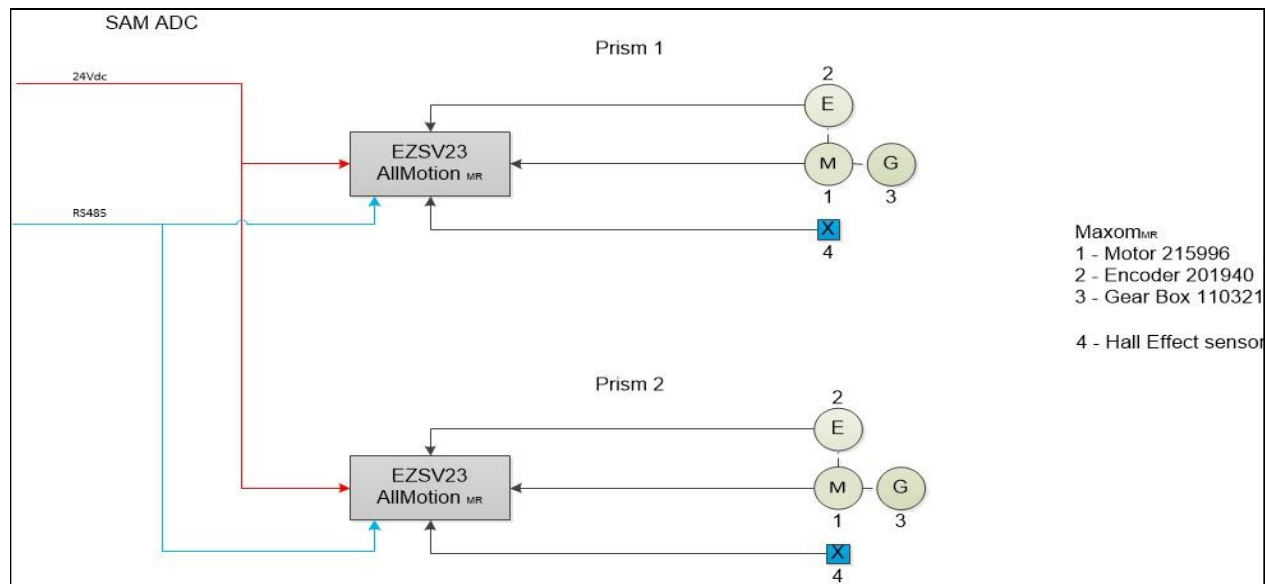 SAM ADC
Prism 1
24Vdc
2
E
EZSV23
AllMotion MR
M
G
1
3
RS485
X
4
MaxomMR
1 - Motor 215996
2 - Encoder 201940
3 - Gear Box 110321
4 - Hall Effect sensor
Prism 2
2
E
EZSV23
AllMotion MR
M
G
1
3
X
4